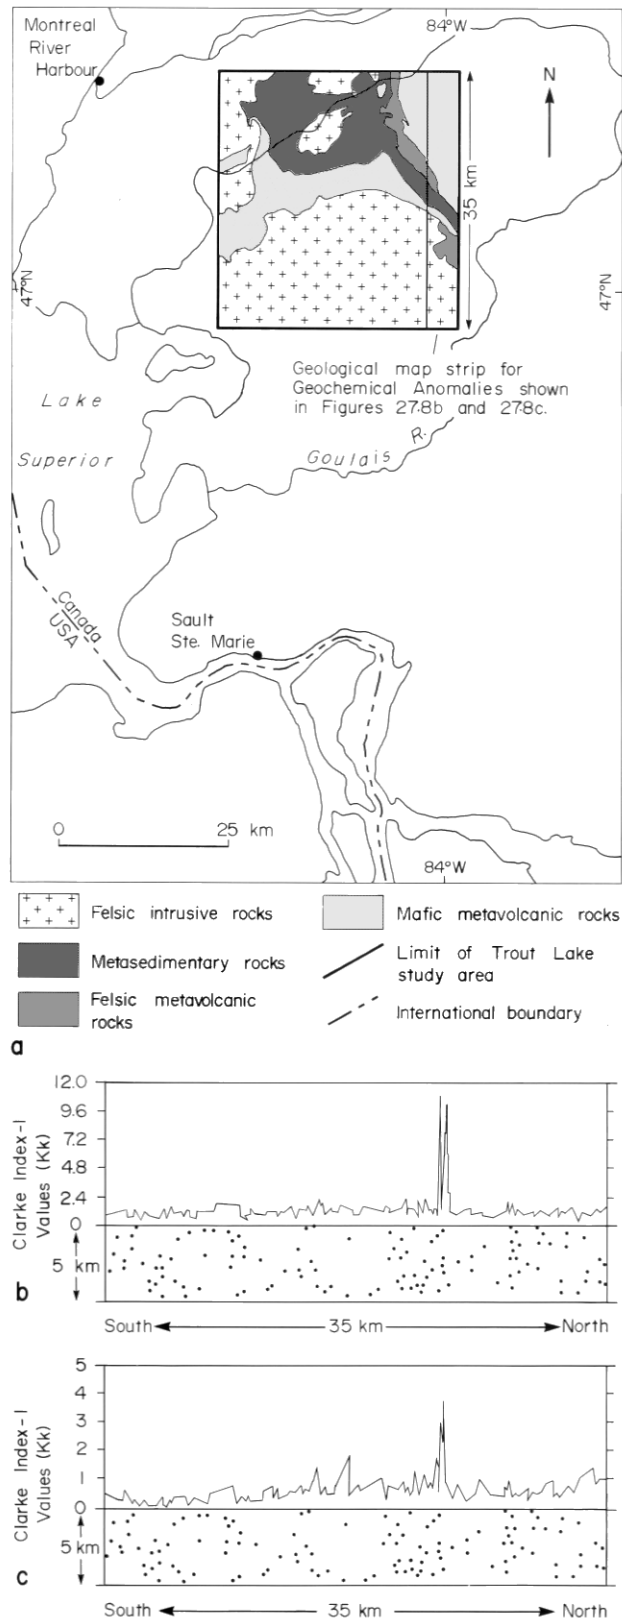 Montreal
River
Harbour
84°W
N
35 km
47°N
47°N
Geological map strip for
Geochemical Anomalies shown
in Figures 27·8b and 27·8c.
Lake
Superior
Goulais R.
Canada
USA
Sault
Ste. Marie
0 25 km
84°W
Felsic intrusive rocks
Mafic metavolcanic rocks
Metasedimentary rocks
Limit of Trout Lake
study area
Felsic metavolcanic
rocks
International boundary
a
Clarke Index-1
Values (Kk)
12.0
9.6
7.2
4.8
2.4
0
5 km
b
South 35 km North
Clarke Index-1
Values (Kk)
5
4
3
2
1
0
5 km
c
South 35 km North